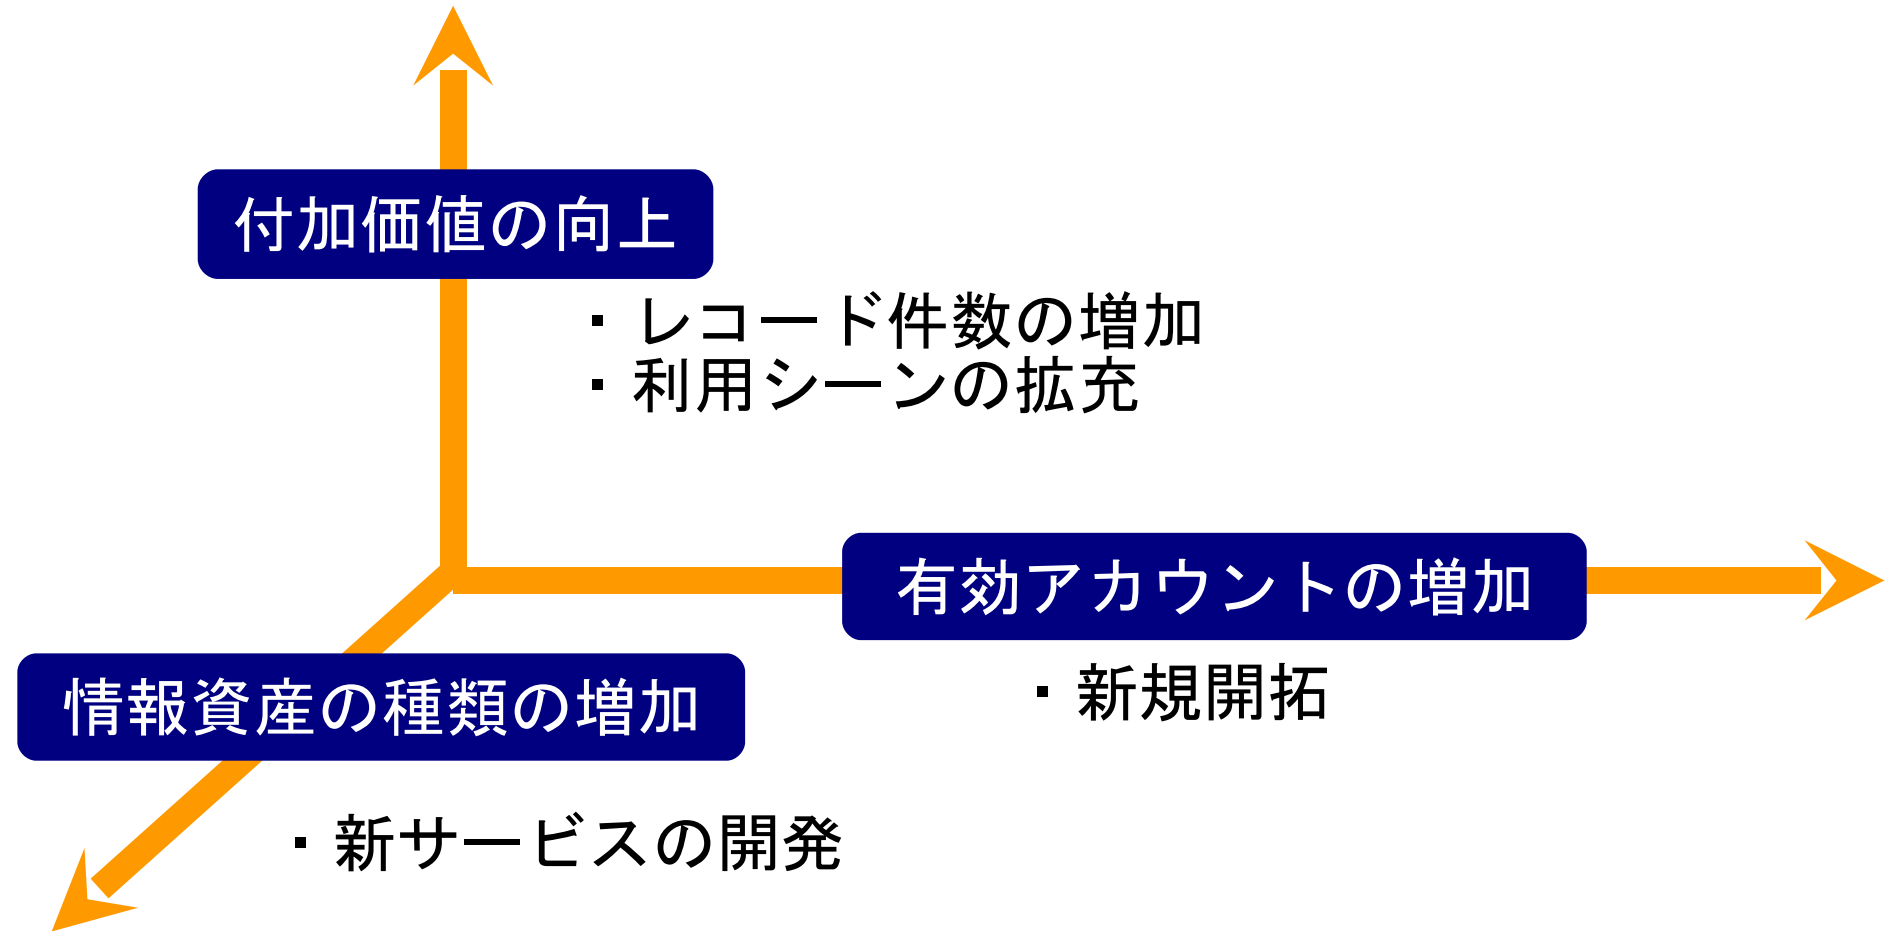 付加価値の向上
・レコード件数の増加
・利用シーンの拡充
有効アカウントの増加
・新規開拓
情報資産の種類の増加
・新サービスの開発